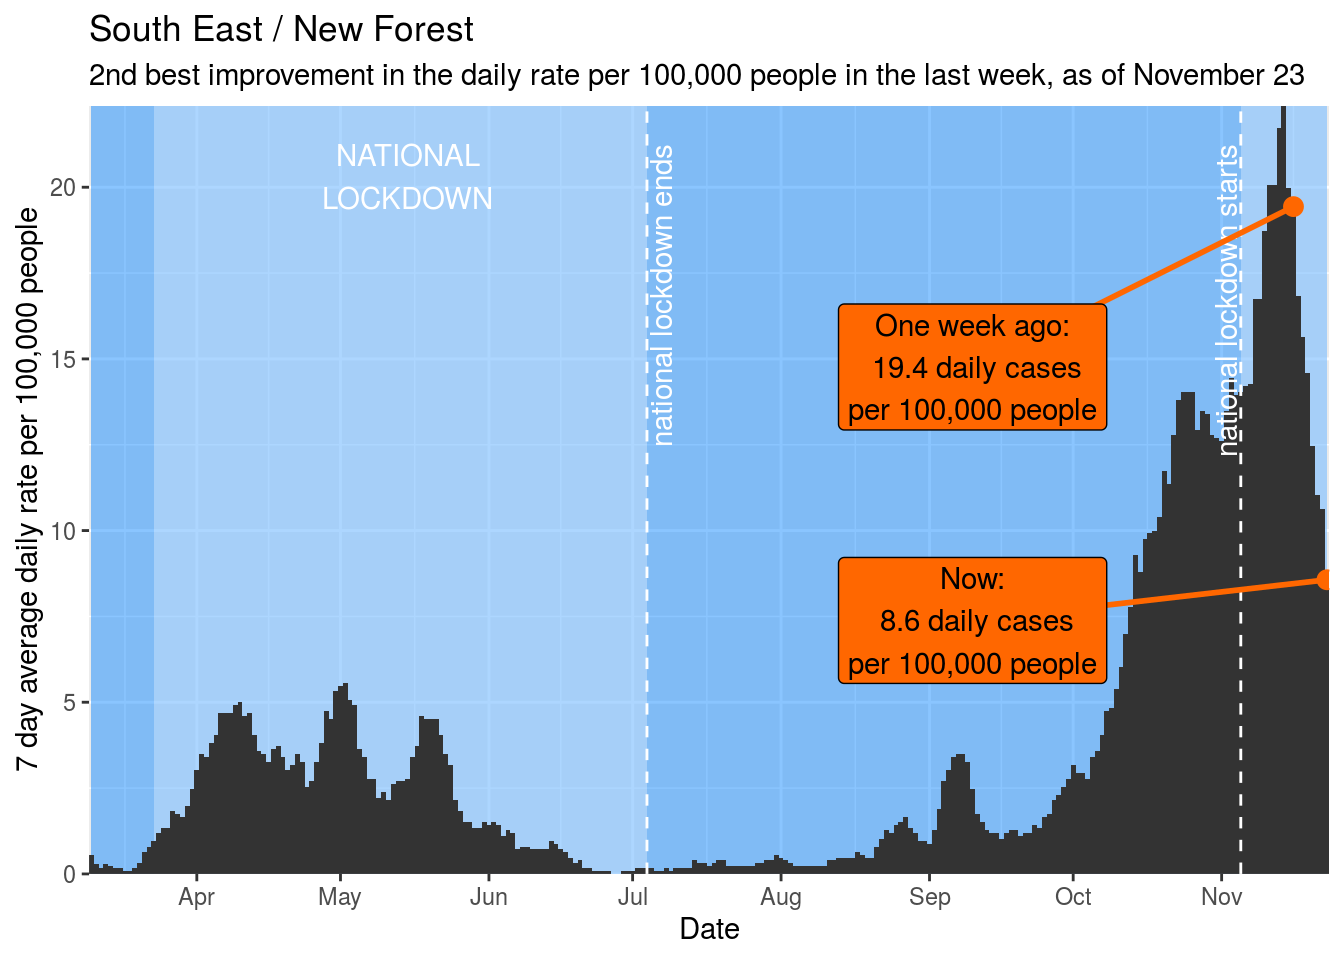 South East / New Forest
2nd best improvement in the daily rate per 100,000 people in the last week, as of November 23
NATIONAL
LOCKDOWN
national lockdown ends
national lockdown starts
One week ago:
19.4 daily cases
per 100,000 people
Now:
8.6 daily cases
per 100,000 people
7 day average daily rate per 100,000 people
20
15
10
5
0
Apr May Jun Jul Aug Sep Oct Nov
Date